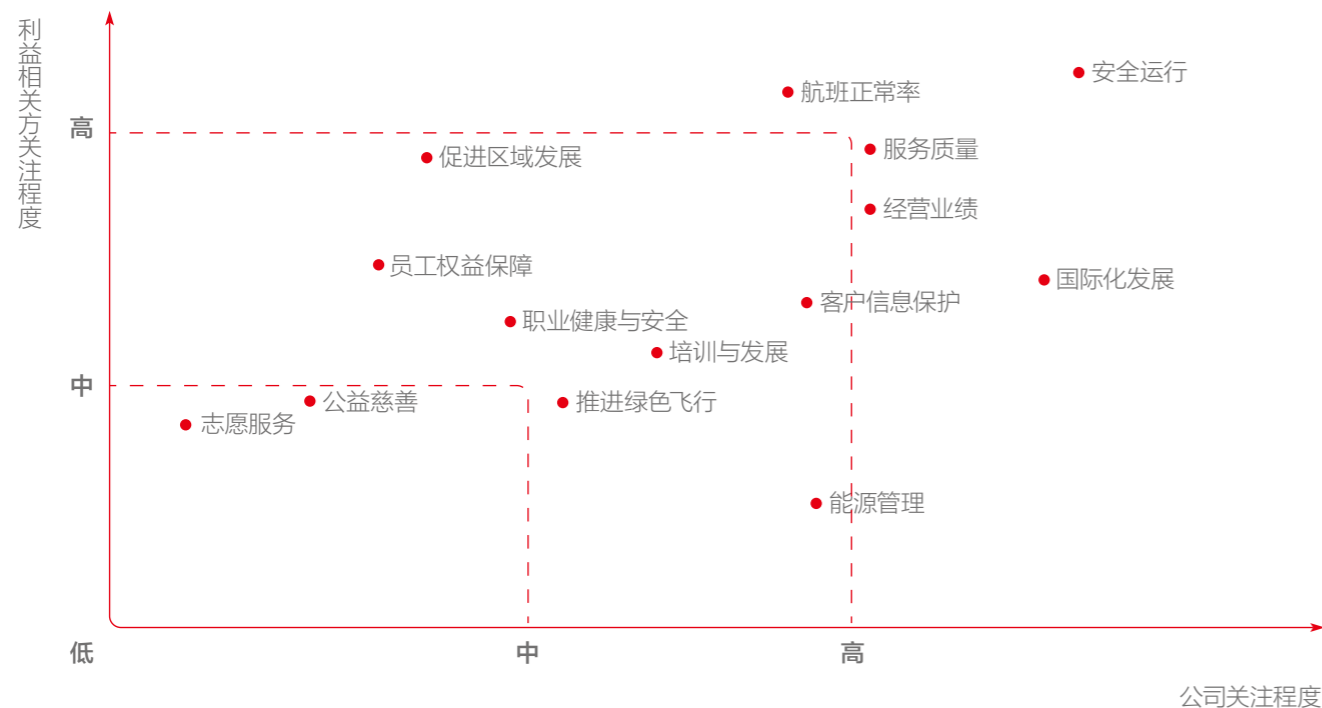 利益相关方关注程度
安全运行
航班正常率
高
服务质量
促进区域发展
经营业绩
员工权益保障
国际化发展
客户信息保护
职业健康与安全
培训与发展
中
公益慈善
推进绿色飞行
志愿服务
能源管理
低
中
高
公司关注程度